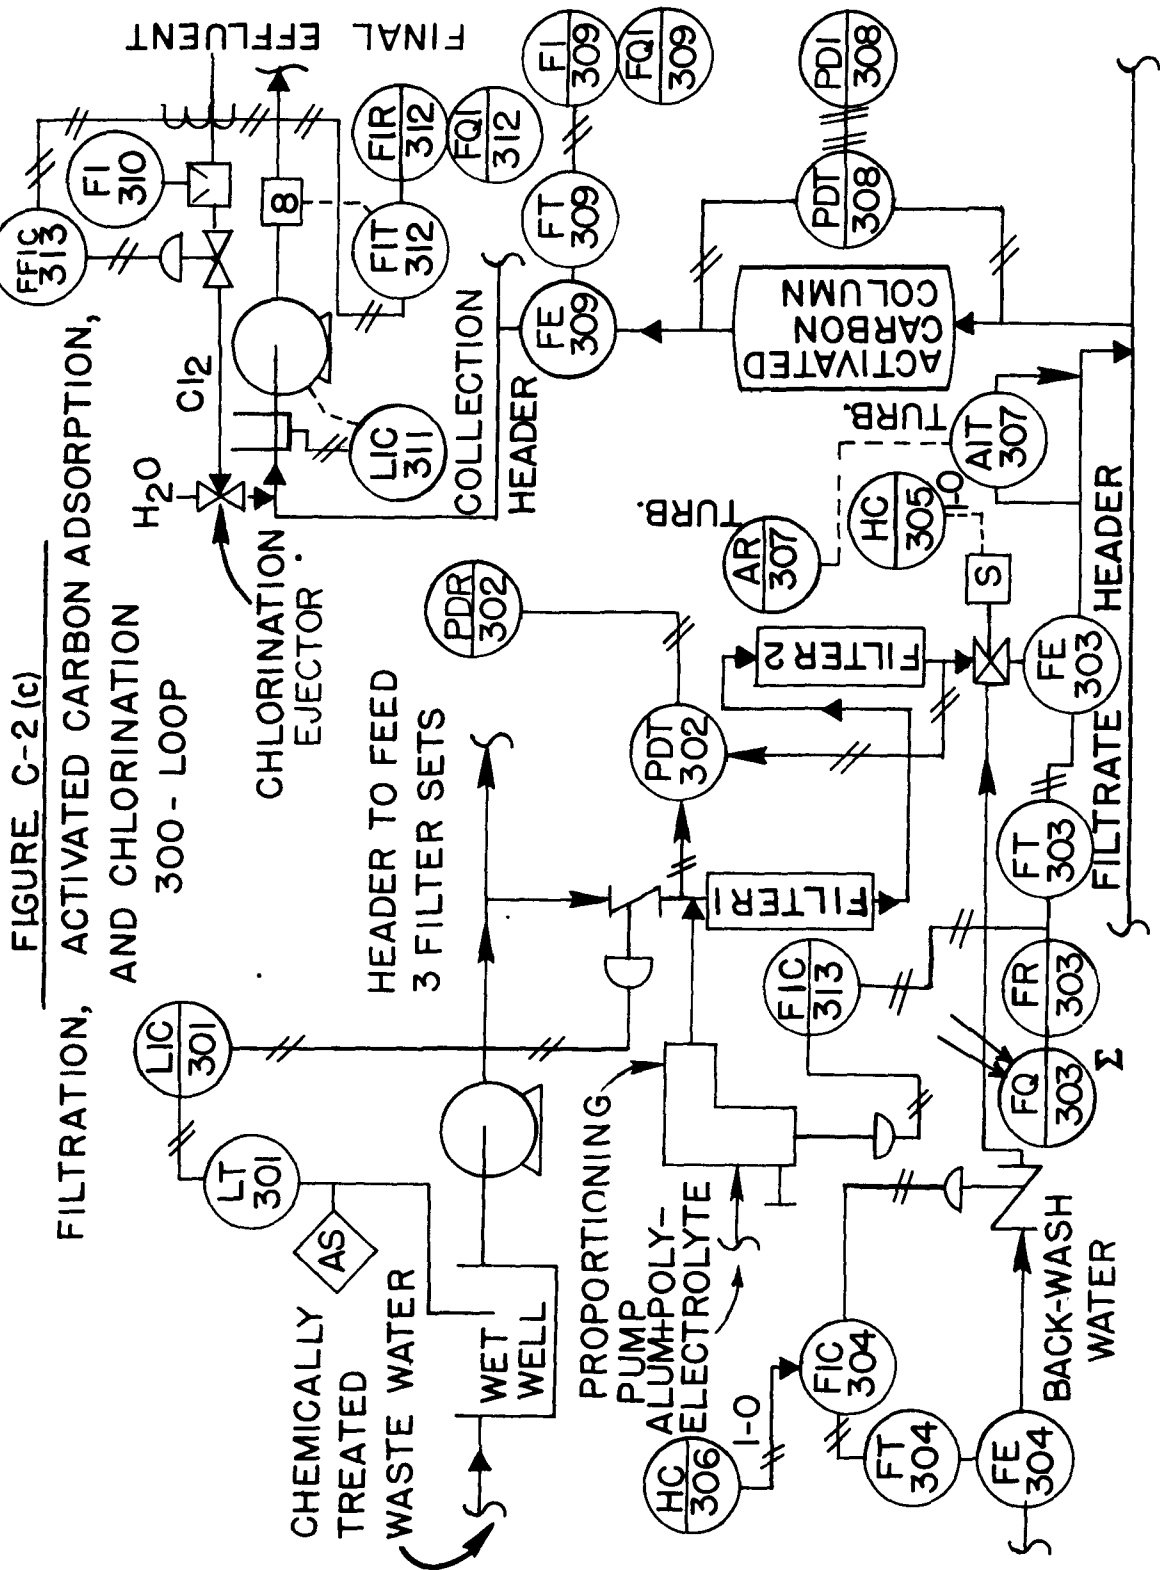 FIGURE C-2 (c)
FILTRATION, ACTIVATED CARBON ADSORPTION,
AND CHLORINATION
300 - LOOP
CHEMICALLY
TREATED
WASTE WATER
WET
WELL
AS
LT
301
LIC
301
HEADER TO FEED
3 FILTER SETS
CHLORINATION
EJECTOR
H2O
Cl2
FFIC
313
FI
310
FINAL EFFLUENT
8
FIT
312
FIR
312
FQI
312
LIC
311
COLLECTION
HEADER
FE
309
FT
309
FI
309
FQI
309
PDR
302
PDT
302
FILTER 1
FILTER 2
PROPORTIONING
PUMP
ALUM+POLY-
ELECTROLYTE
HC
306
1-0
FIC
304
FT
304
FE
304
BACK-WASH
WATER
FIC
313
FQ
303
Σ
FR
303
FT
303
FE
303
S
HC
305
1-0
AR
307
TURB.
AIT
307
TURB.
ACTIVATED
CARBON
COLUMN
PDT
308
PDI
308
FILTRATE HEADER